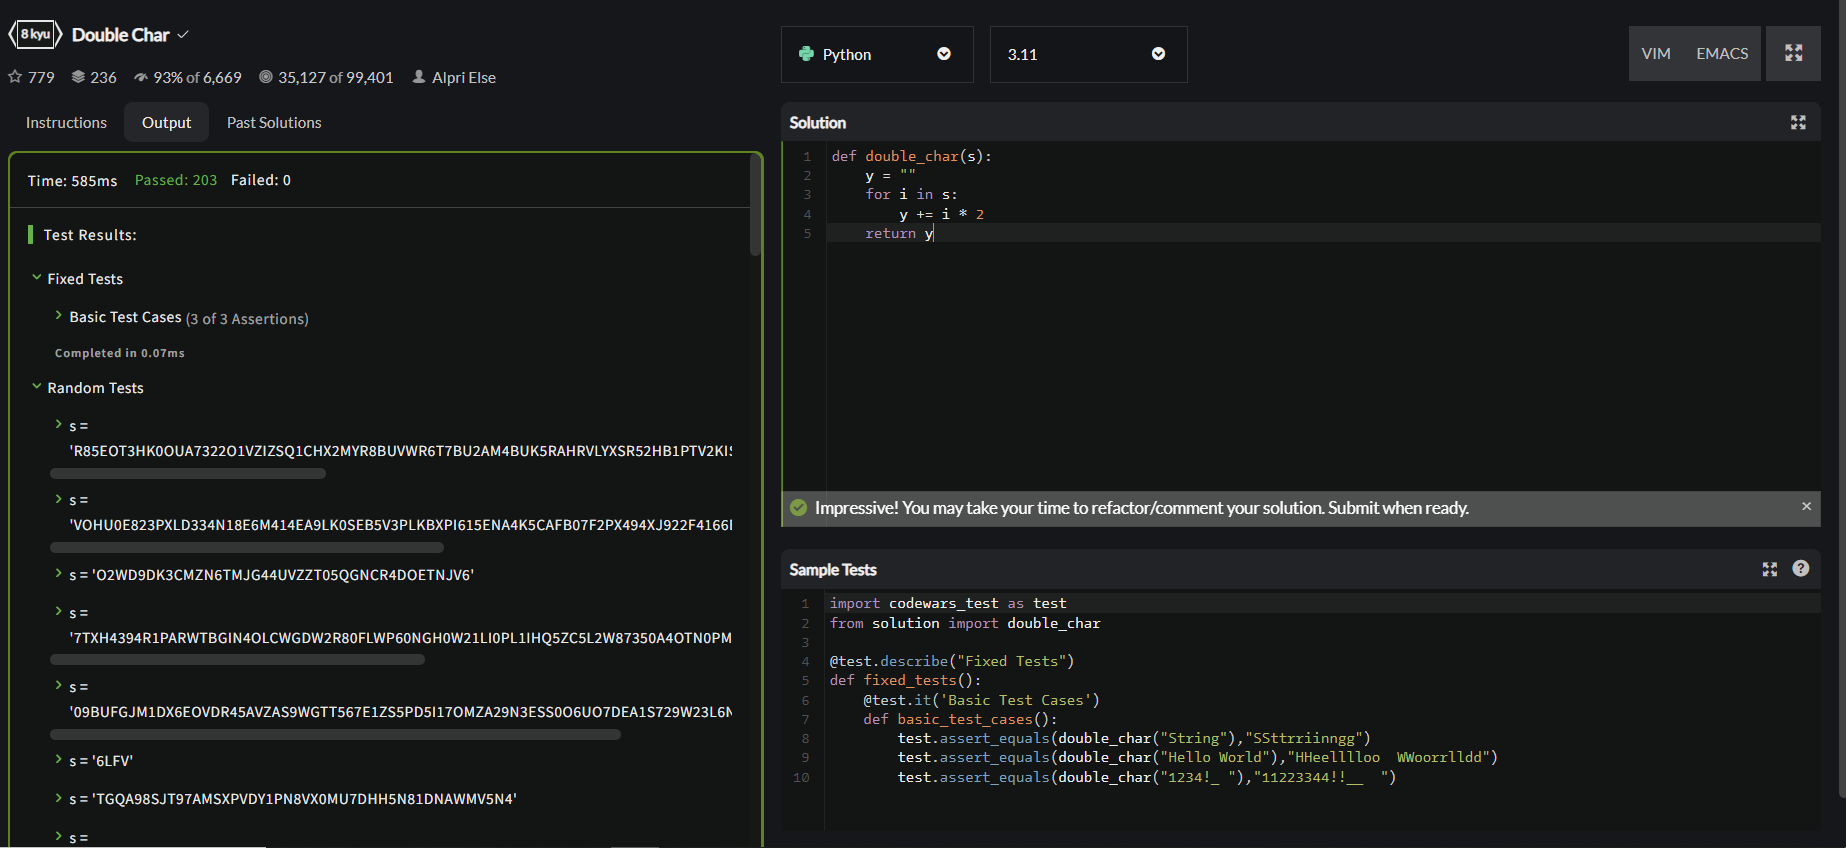 8 kyu Double Char
779 236 93% of 6,669 35,127 of 99,401 Alpri Else
Instructions Output Past Solutions
Time: 585ms Passed: 203 Failed: 0
Test Results:
Fixed Tests
Basic Test Cases (3 of 3 Assertions)
Completed in 0.07ms
Random Tests
s =
'R85EOT3HK0OUA7322O1VZIZSQ1CHX2MYR8BUVWR6T7BU2AM4BUK5RAHRVLYXSR52HB1PTV2KIS
s =
'VOHU0E823PXLD334N18E6M414EA9LK0SEB5V3PLKBXPI615ENA4K5CAFB07F2PX494XJ922F4166I
s = 'O2WD9DK3CMZN6TMJG44UVZZT05QGNCR4DOETNJV6'
s =
'7TXH4394R1PARWTBGIN4OLCWGDW2R80FLWP60NGH0W21LI0PL1IHQ5ZC5L2W87350A4OTN0PM
s =
'09BUFGJM1DX6EOVDR45AVZAS9WGTT567E1ZS5PD5I17OMZA29N3ESS0O6UO7DEA1S729W23L6N
s = '6LFV'
s = 'TGQA98SJT97AMSXPVDY1PN8VX0MU7DHH5N81DNAWMV5N4'
s =
Python 3.11 VIM EMACS
Solution
1 def double_char(s):
2 y = ""
3 for i in s:
4 y += i * 2
5 return y
Impressive! You may take your time to refactor/comment your solution. Submit when ready. ×
Sample Tests ?
1 import codewars_test as test
2 from solution import double_char
3
4 @test.describe("Fixed Tests")
5 def fixed_tests():
6 @test.it('Basic Test Cases')
7 def basic_test_cases():
8 test.assert_equals(double_char("String"),"SSttrriinngg")
9 test.assert_equals(double_char("Hello World"),"HHeelllloo  WWoorrlldd")
10 test.assert_equals(double_char("1234!_ "),"11223344!!__  ")